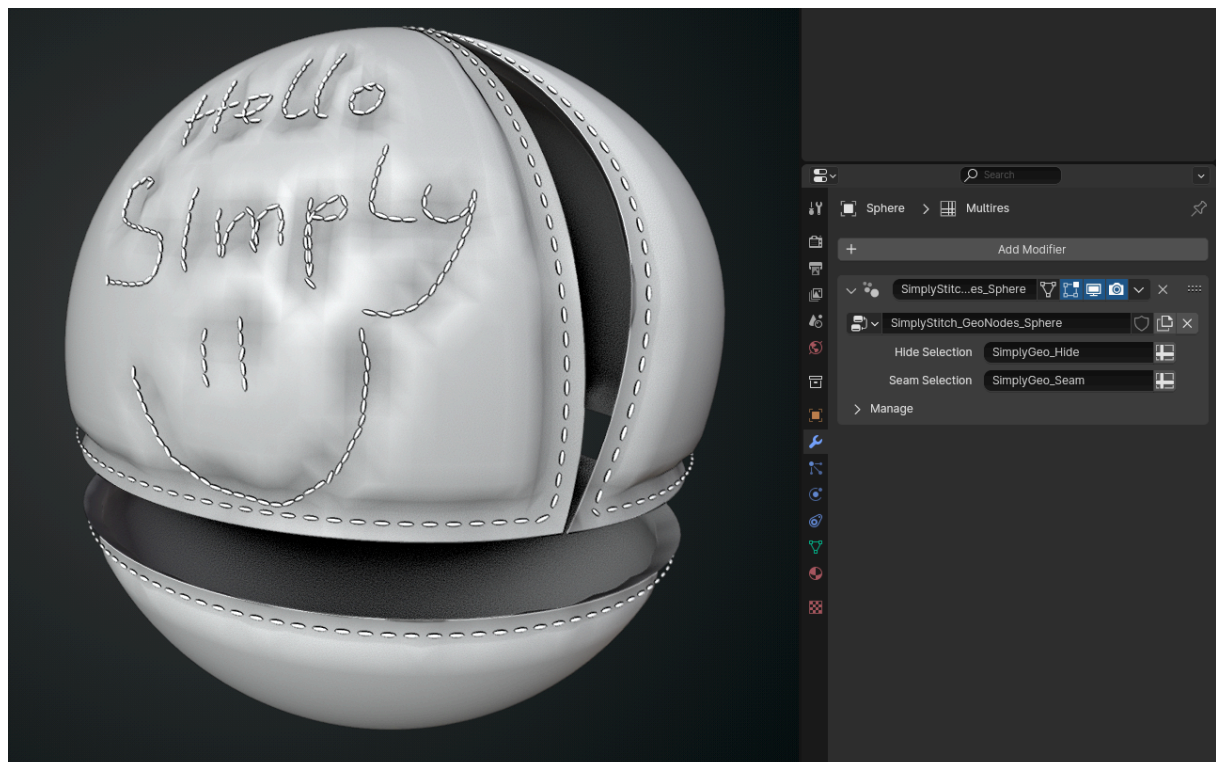 Hello
SImpLy
Search
Sphere > Multires
+ Add Modifier
SimplyStitc...es_Sphere
SimplyStitch_GeoNodes_Sphere
Hide Selection SimplyGeo_Hide
Seam Selection SimplyGeo_Seam
> Manage